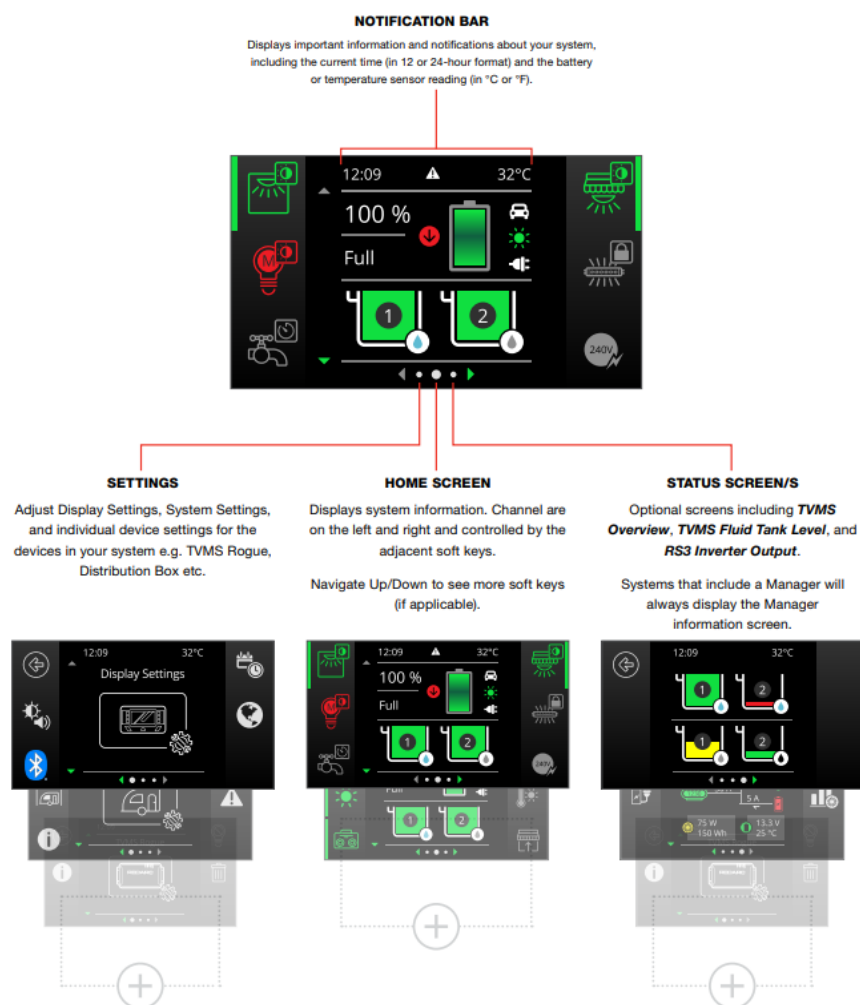 NOTIFICATION BAR
Displays important information and notifications about your system,
including the current time (in 12 or 24-hour format) and the battery
or temperature sensor reading (in °C or °F).
12:09 32°C
100 %
Full
M
1 2
240V
SETTINGS
Adjust Display Settings, System Settings,
and individual device settings for the
devices in your system e.g. TVMS Rogue,
Distribution Box etc.
HOME SCREEN
Displays system information. Channel are
on the left and right and controlled by the
adjacent soft keys.
Navigate Up/Down to see more soft keys
(if applicable).
STATUS SCREEN/S
Optional screens including TVMS
Overview, TVMS Fluid Tank Level, and
RS3 Inverter Output.
Systems that include a Manager will
always display the Manager
information screen.
12:09 32°C
Display Settings
12:09 32°C
100 %
Full
M
1 2
240V
Full
1 2
12:09 32°C
1 2
1 2
5 A
75 W 13.3 V
150 Wh 25 °C